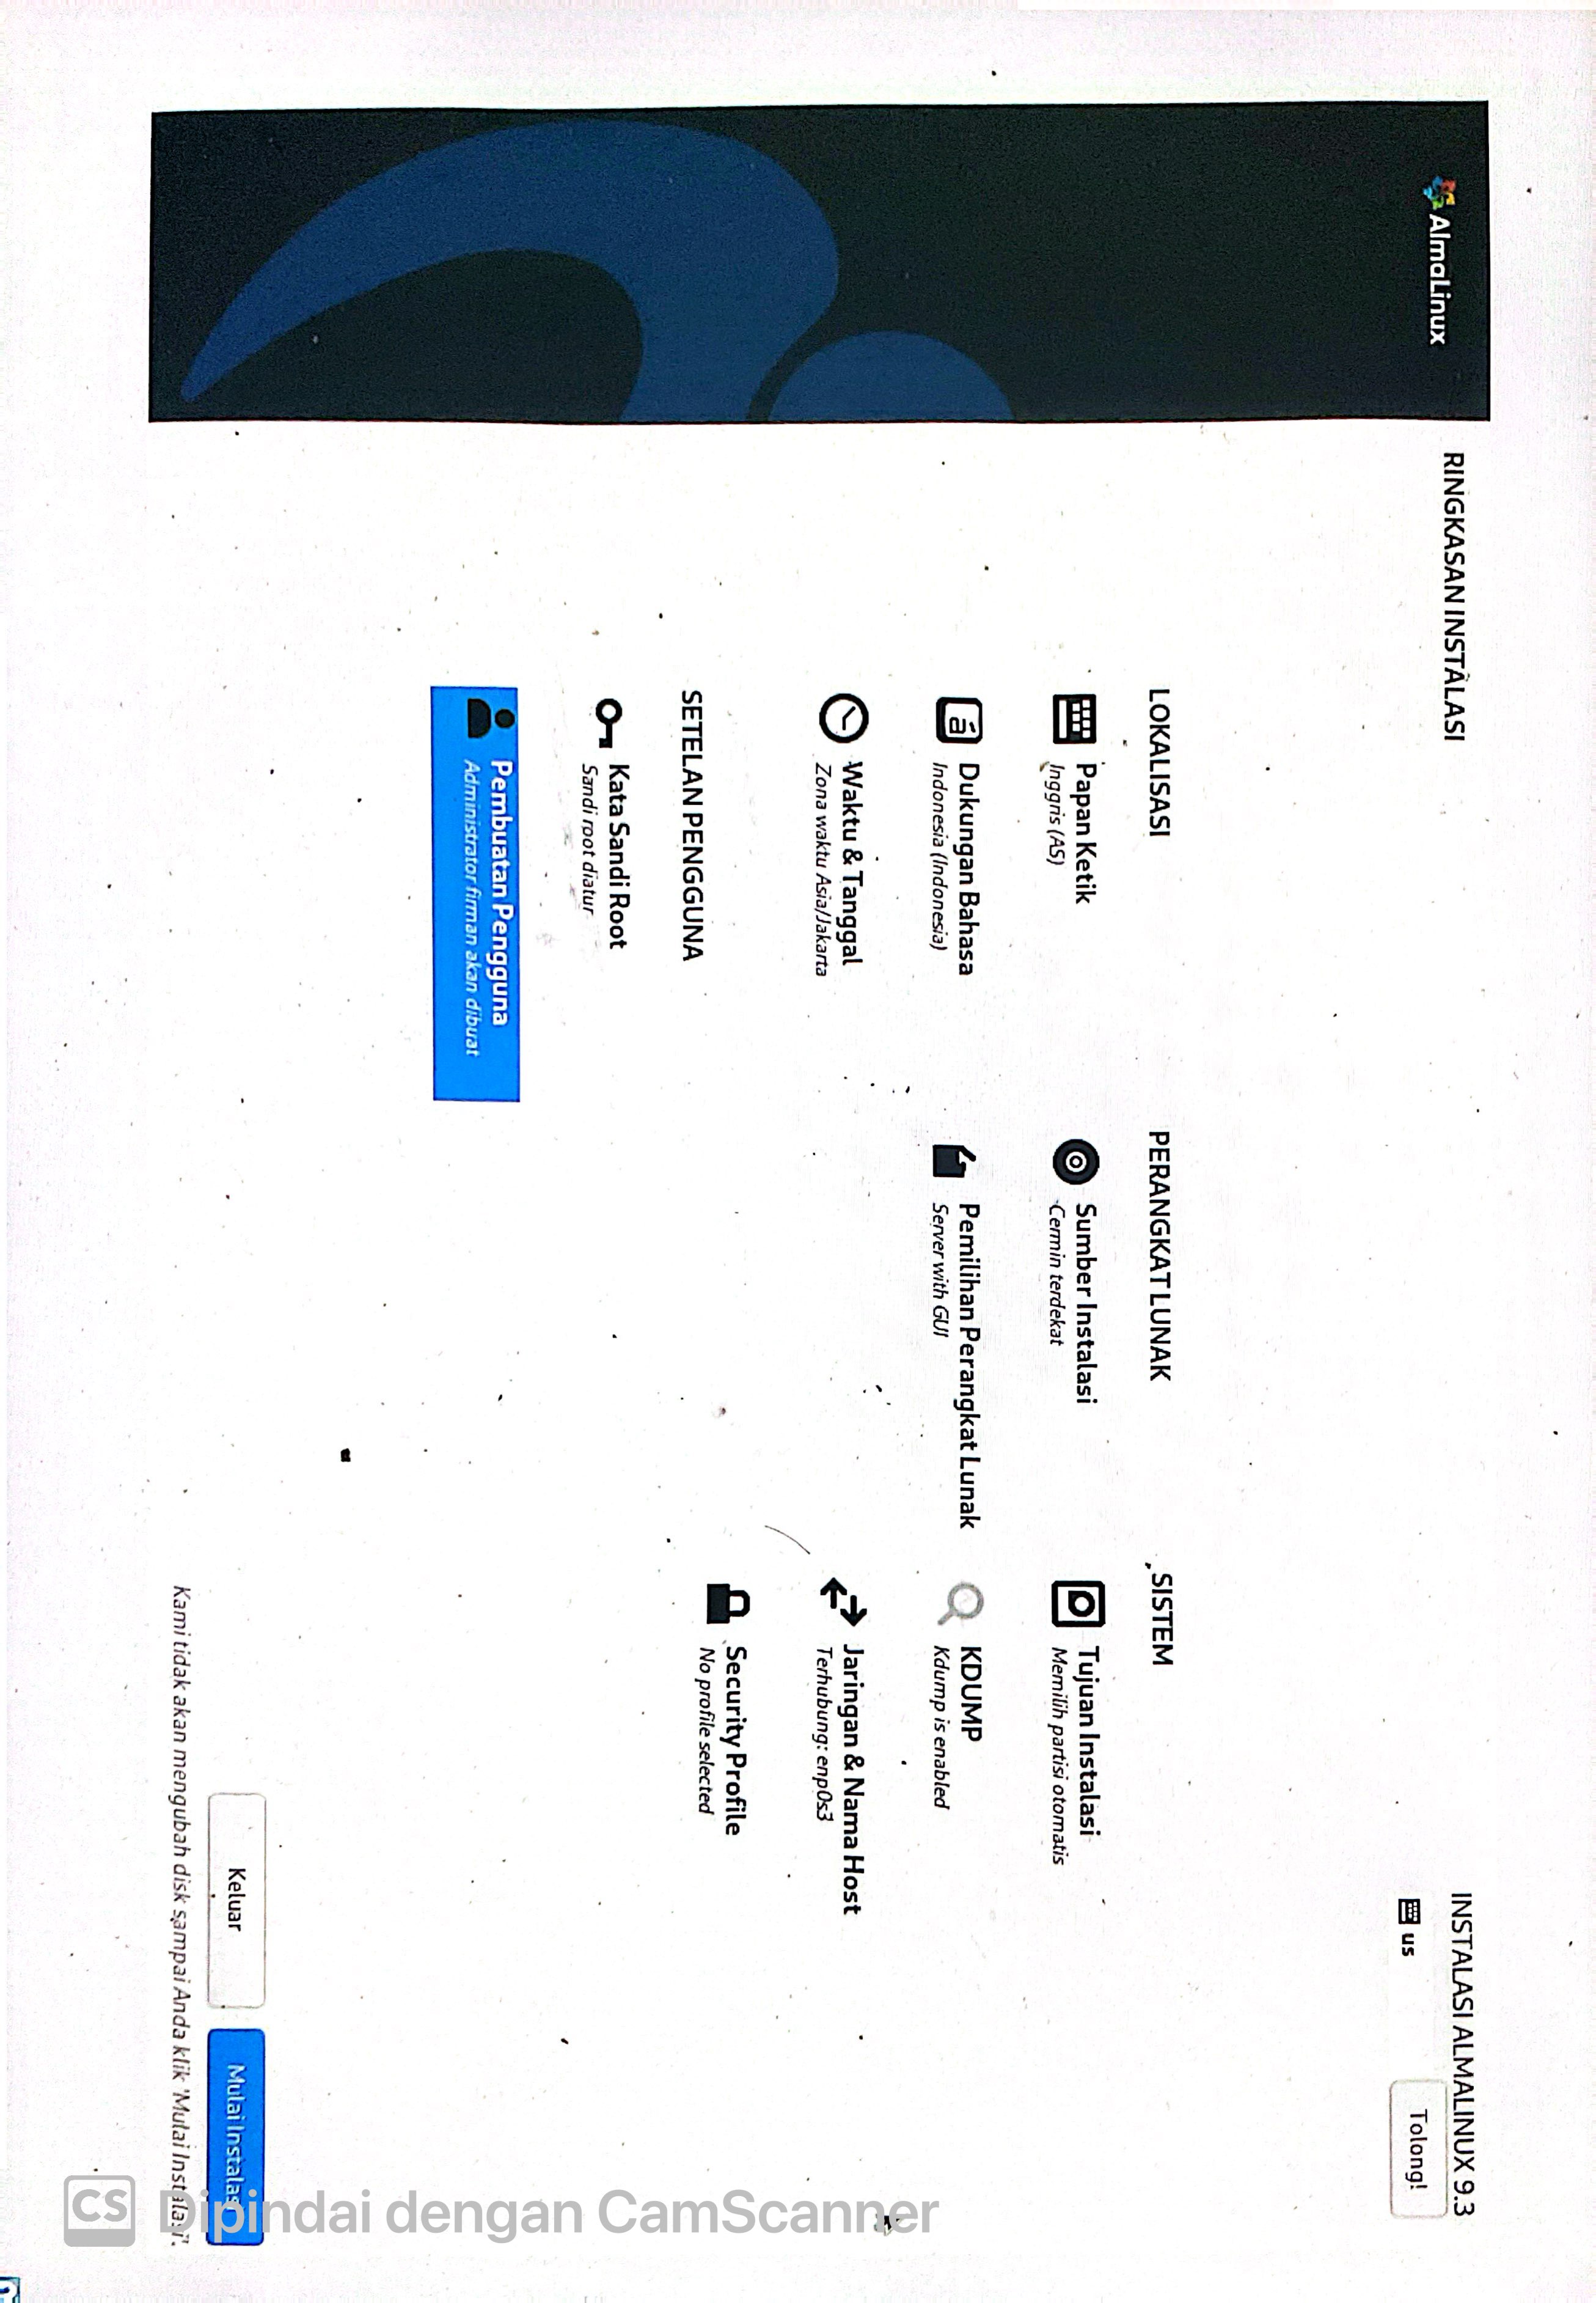 AlmaLinux
RINGKASAN INSTALASI
INSTALASI ALMALINUX 9.3
us
Tolong!
LOKALISASI
Papan Ketik
Inggris (AS)
Dukungan Bahasa
Indonesia (Indonesia)
Waktu & Tanggal
Zona waktu Asia/Jakarta
PERANGKAT LUNAK
Sumber Instalasi
Cermin terdekat
Pemilihan Perangkat Lunak
Server with GUI
SISTEM
Tujuan Instalasi
Memilih partisi otomatis
KDUMP
Kdump is enabled
Jaringan & Nama Host
Terhubung: enp0s3
Security Profile
No profile selected
SETELAN PENGGUNA
Kata Sandi Root
Sandi root diatur
Pembuatan Pengguna
Administrator firman akan dibuat
Keluar
Mulai Instalasi
Kami tidak akan mengubah disk sampai Anda klik 'Mulai Instalasi'.
CS Dipindai dengan CamScanner